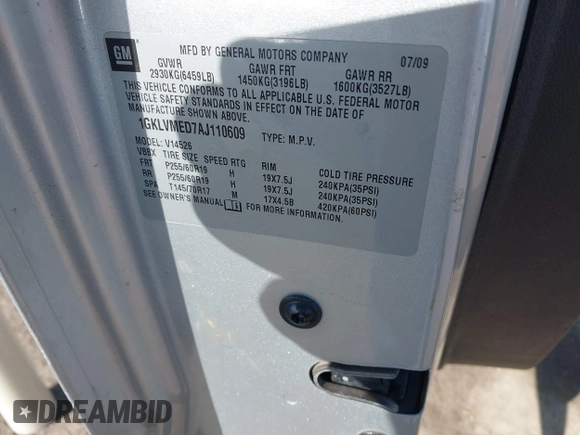 GM
MFD BY GENERAL MOTORS COMPANY 07/09
GVWR GAWR FRT GAWR RR
2930KG(6459LB) 1450KG(3196LB) 1600KG(3527LB)
THIS VEHICLE CONFORMS TO ALL APPLICABLE U.S. FEDERAL MOTOR
VEHICLE SAFETY STANDARDS IN EFFECT ON THE DATE OF
MANUFACTURE SHOWN ABOVE.
1GKLVMED7AJ110609 TYPE: M.P.V.
MODEL: V14526
VBBX TIRE SIZE SPEED RTG RIM COLD TIRE PRESSURE
FRT P255/60R19 H 19X7.5J 240KPA(35PSI)
RR P255/60R19 H 19X7.5J 240KPA(35PSI)
SPA T145/70R17 M 17X4.5B 420KPA(60PSI)
SEE OWNER'S MANUAL FOR MORE INFORMATION.
DREAMBID